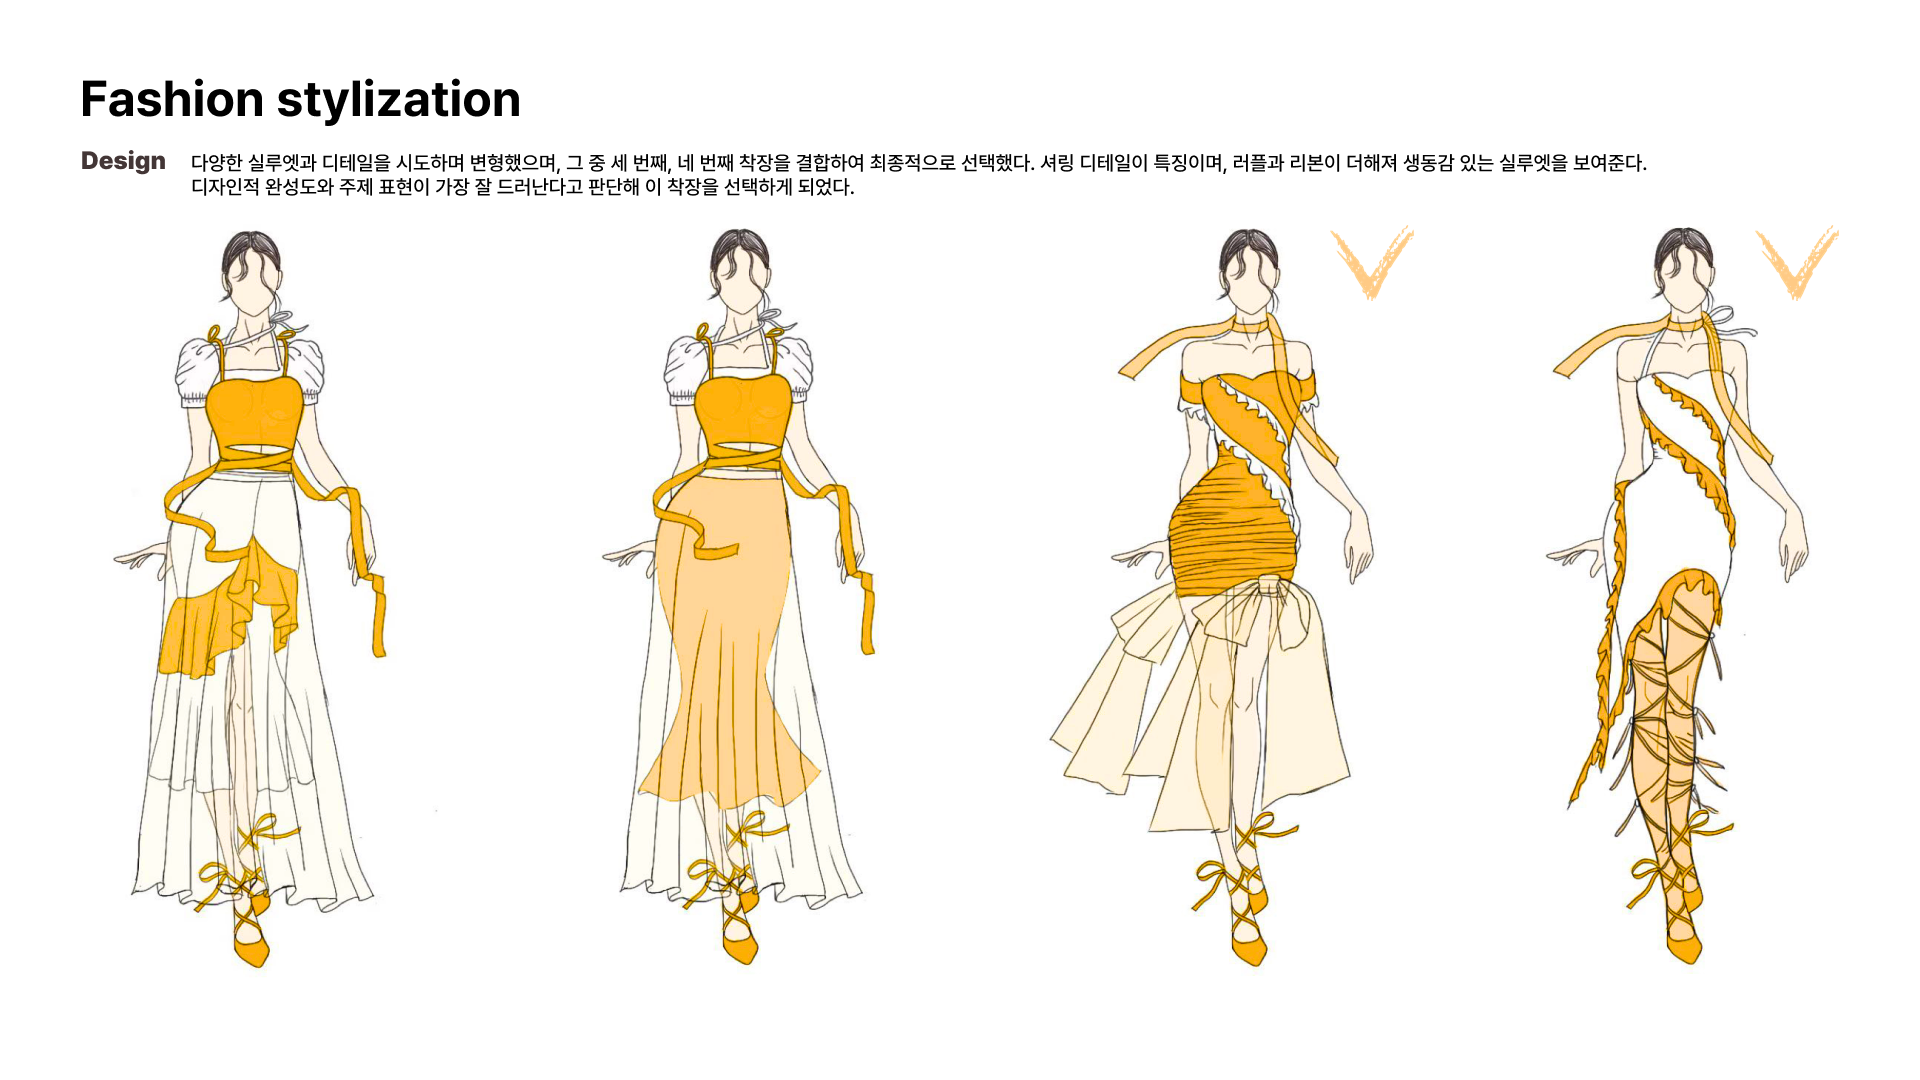 Fashion stylization
Design 다양한 실루엣과 디테일을 시도하며 변형했으며, 그 중 세 번째, 네 번째 착장을 결합하여 최종적으로 선택했다. 셔링 디테일이 특징이며, 러플과 리본이 더해져 생동감 있는 실루엣을 보여준다.
디자인적 완성도와 주제 표현이 가장 잘 드러난다고 판단해 이 착장을 선택하게 되었다.